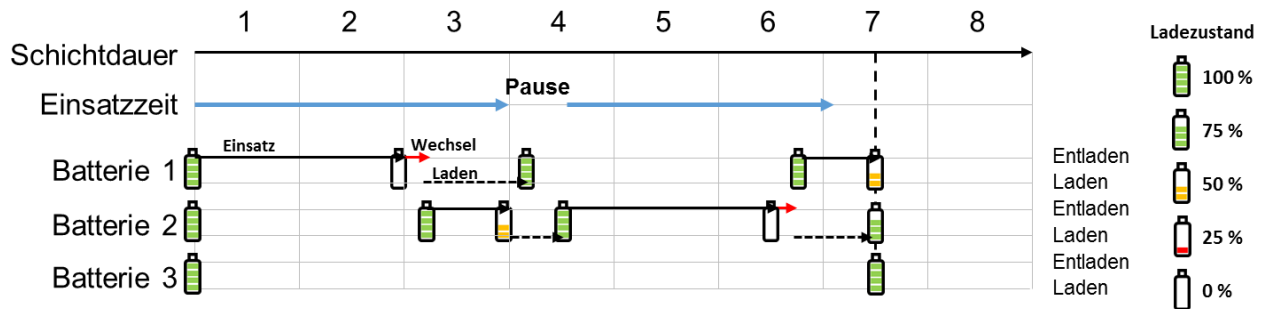 1 2 3 4 5 6 7 8
Schichtdauer
Einsatzzeit
Pause
Batterie 1
Einsatz
Wechsel
Laden
Batterie 2
Batterie 3
Entladen
Laden
Entladen
Laden
Entladen
Laden
Ladezustand
100 %
75 %
50 %
25 %
0 %